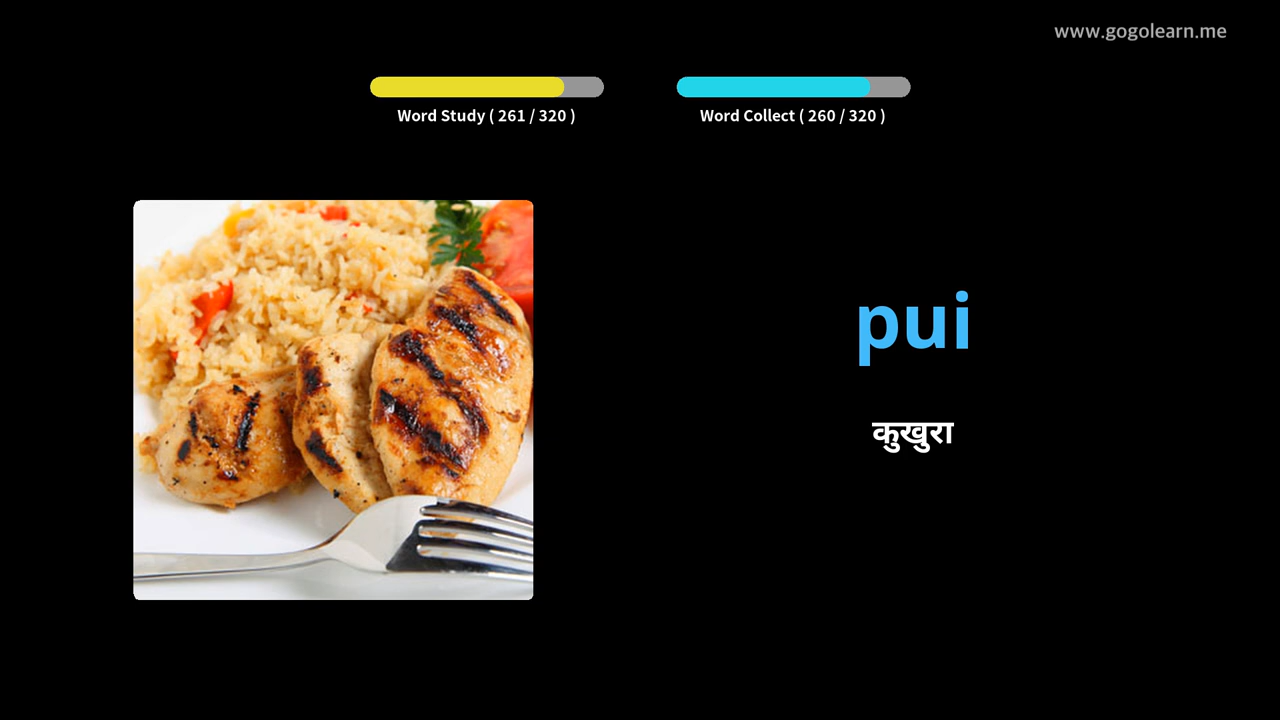 www.gogolearn.me
Word Study ( 261 / 320 )
Word Collect ( 260 / 320 )
pui
कुखुरा